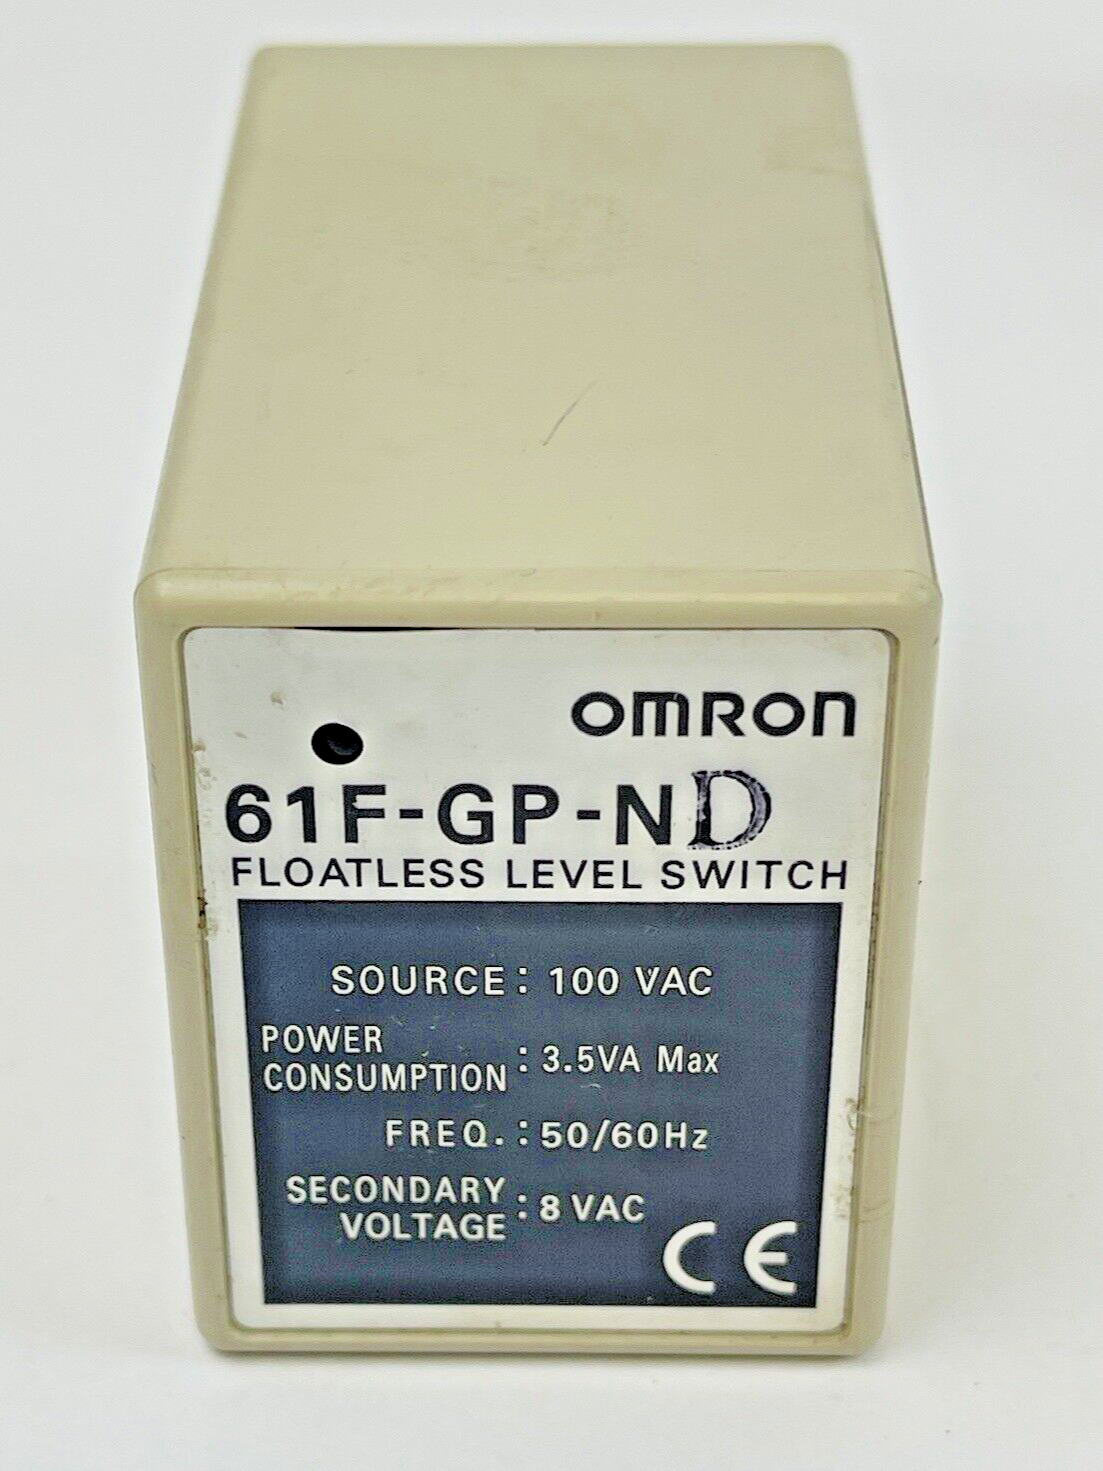 OMRON
61F-GP-ND
FLOATLESS LEVEL SWITCH
SOURCE: 100 VAC
POWER CONSUMPTION : 3.5VA Max
FREQ. : 50/60Hz
SECONDARY VOLTAGE : 8 VAC
CE